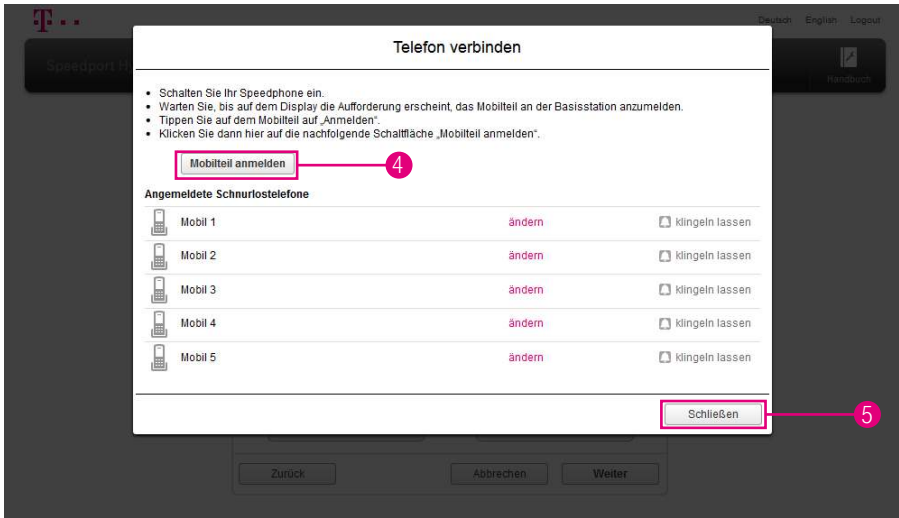 T
Deutsch English Logout
Speedport H
Handbuch
Telefon verbinden
• Schalten Sie Ihr Speedphone ein.
• Warten Sie, bis auf dem Display die Aufforderung erscheint, das Mobilteil an der Basisstation anzumelden.
• Tippen Sie auf dem Mobilteil auf „Anmelden“.
• Klicken Sie dann hier auf die nachfolgende Schaltfläche „Mobilteil anmelden“.
Mobilteil anmelden 4
Angemeldete Schnurlostelefone
Mobil 1 ändern klingeln lassen
Mobil 2 ändern klingeln lassen
Mobil 3 ändern klingeln lassen
Mobil 4 ändern klingeln lassen
Mobil 5 ändern klingeln lassen
Schließen 5
Zurück Abbrechen Weiter